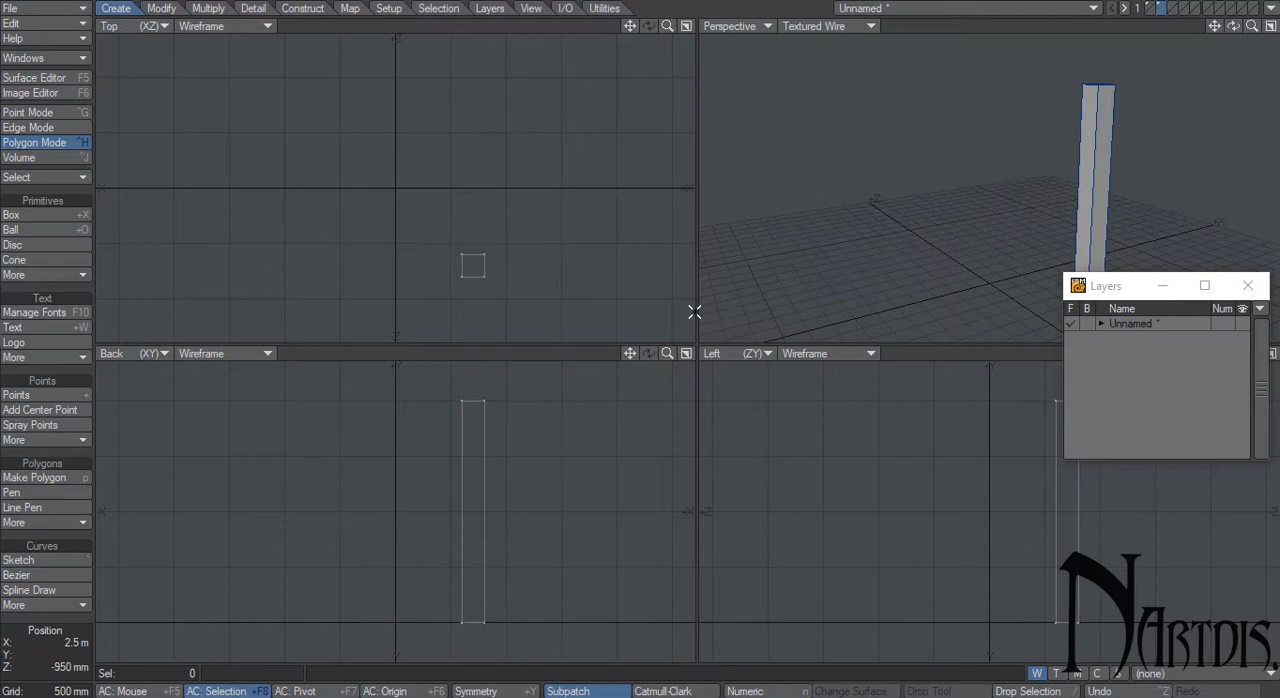 File Create Modify Multiply Detail Construct Map Setup Selection Layers View I/O Utilities Unnamed * 1
Edit Top (XZ) Wireframe Perspective Textured Wire
Help
Windows
Surface Editor F5
Image Editor F6
Point Mode ^G
Edge Mode
Polygon Mode ^H
Volume ^J
Select
Primitives
Box +X
Ball +O
Disc
Cone
More
Text
Manage Fonts F10
Text +W
Logo
More
Layers
F B Name Num
Unnamed *
Back (XY) Wireframe Left (ZY) Wireframe
Points
Points +
Add Center Point
Spray Points
More
Polygons
Make Polygon p
Pen
Line Pen
More
Curves
Sketch `
Bezier
Spline Draw
More
Position
X: 2.5 m
Y:
Z: -950 mm
Grid: 500 mm
Sel: 0 W T M C S (none)
AC: Mouse +F5 AC: Selection +F8 AC: Pivot +F7 AC: Origin +F6 Symmetry +Y Subpatch Catmull-Clark Numeric n Change Surface Drop Tool Drop Selection / Undo ^Z Redo
NARTDIS.